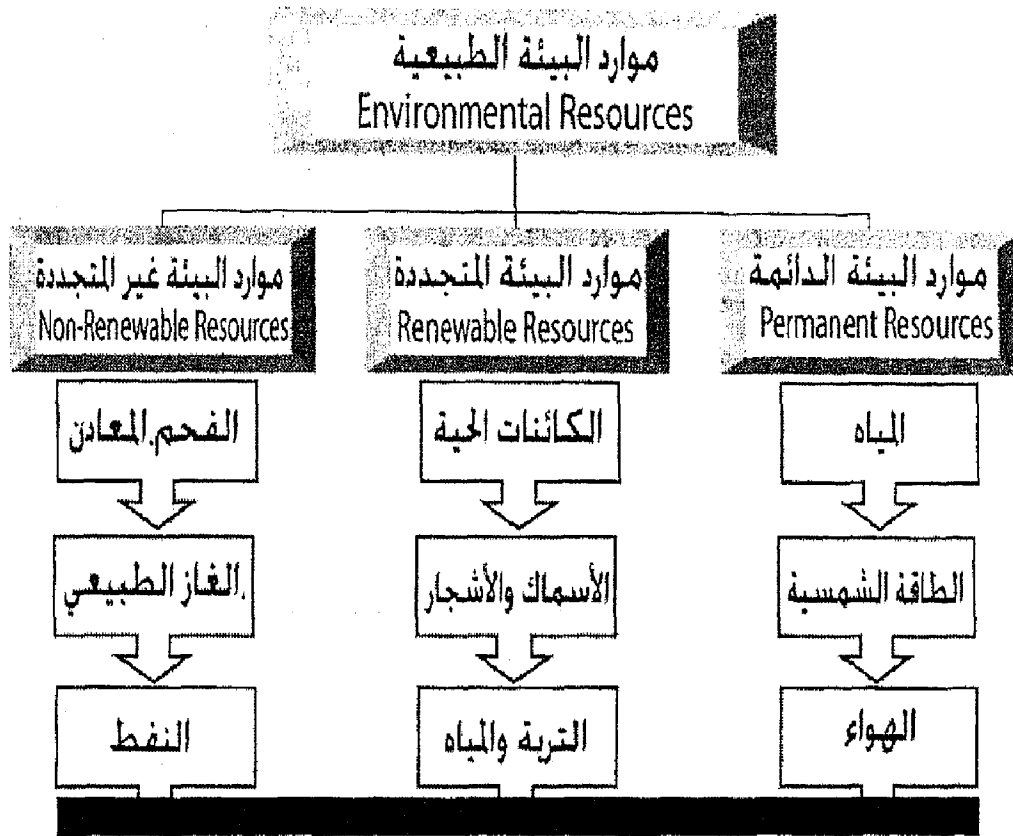 موارد البيئة الطبيعية
Environmental Resources
موارد البيئة الدائمة
Permanent Resources
موارد البيئة المتجددة
Renewable Resources
موارد البيئة غير المتجددة
Non-Renewable Resources
المياه
الكائنات الحية
الفحم.المعادن
الطاقة الشمسية
الأسماك والأشجار
.الغاز الطبيعي
الهواء
التربة والمياه
النفط